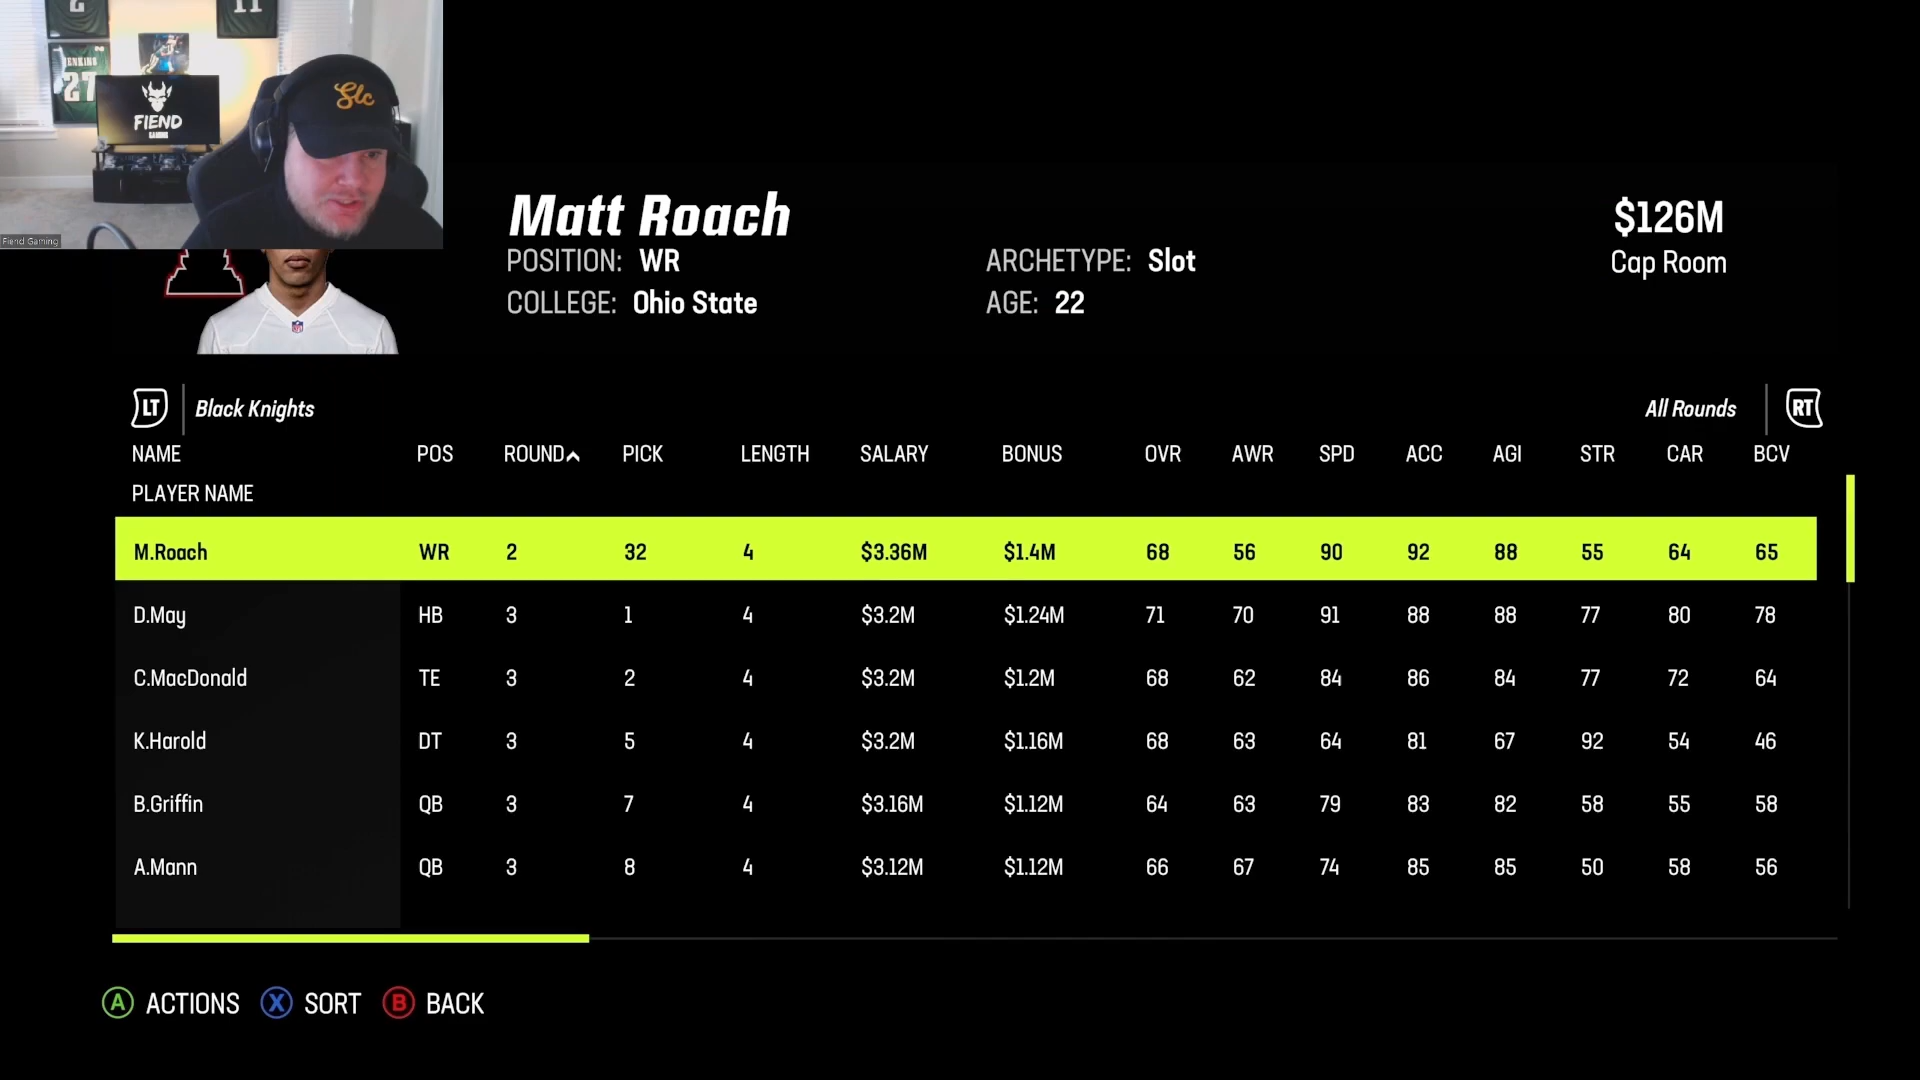 2
11
JENKINS
27
FIEND
GAMING
Slc
Fiend Gaming
Matt Roach
POSITION: WR
COLLEGE: Ohio State
ARCHETYPE: Slot
AGE: 22
$126M
Cap Room
LT Black Knights
All Rounds RT
NAME POS ROUND PICK LENGTH SALARY BONUS OVR AWR SPD ACC AGI STR CAR BCV
PLAYER NAME
M.Roach WR 2 32 4 $3.36M $1.4M 68 56 90 92 88 55 64 65
D.May HB 3 1 4 $3.2M $1.24M 71 70 91 88 88 77 80 78
C.MacDonald TE 3 2 4 $3.2M $1.2M 68 62 84 86 84 77 72 64
K.Harold DT 3 5 4 $3.2M $1.16M 68 63 64 81 67 92 54 46
B.Griffin QB 3 7 4 $3.16M $1.12M 64 63 79 83 82 58 55 58
A.Mann QB 3 8 4 $3.12M $1.12M 66 67 74 85 85 50 58 56
A ACTIONS X SORT B BACK